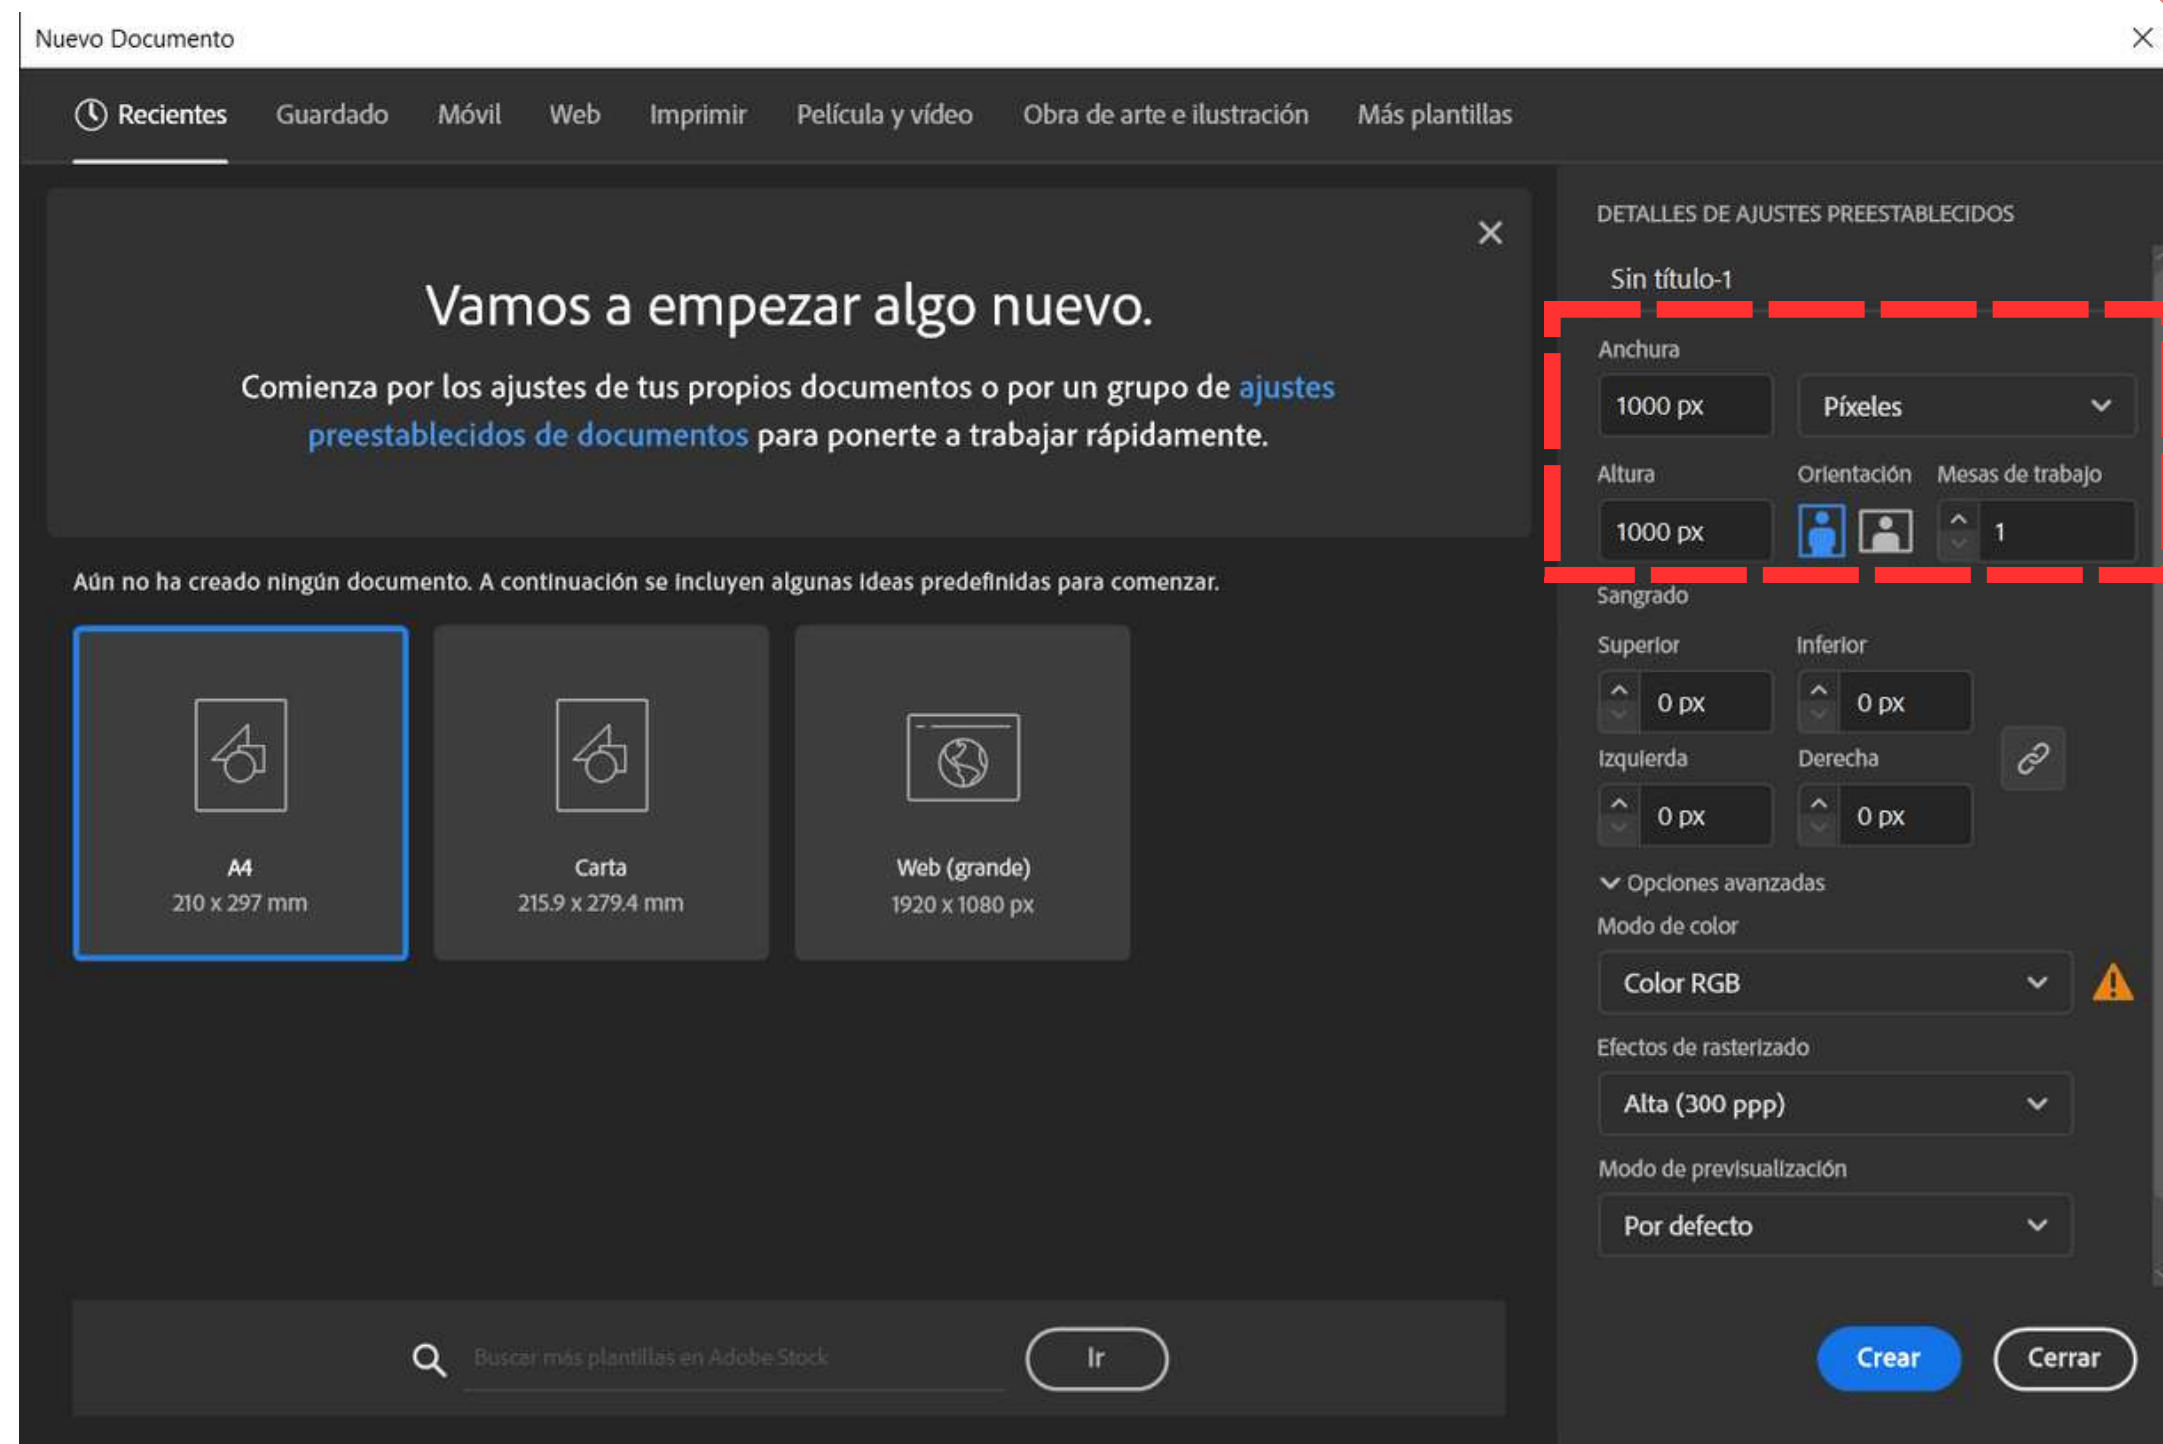 Nuevo Documento
Recientes Guardado Móvil Web Imprimir Película y vídeo Obra de arte e ilustración Más plantillas
Vamos a empezar algo nuevo.
Comienza por los ajustes de tus propios documentos o por un grupo de ajustes
preestablecidos de documentos para ponerte a trabajar rápidamente.
Aún no ha creado ningún documento. A continuación se incluyen algunas ideas predefinidas para comenzar.
A4
210 x 297 mm
Carta
215.9 x 279.4 mm
Web (grande)
1920 x 1080 px
Buscar más plantillas en Adobe Stock
Ir
DETALLES DE AJUSTES PREESTABLECIDOS
Sin título-1
Anchura
1000 px Píxeles
Altura Orientación Mesas de trabajo
1000 px 1
Sangrado
Superior Inferior
0 px 0 px
Izquierda Derecha
0 px 0 px
Opciones avanzadas
Modo de color
Color RGB
Efectos de rasterizado
Alta (300 ppp)
Modo de previsualización
Por defecto
Crear Cerrar